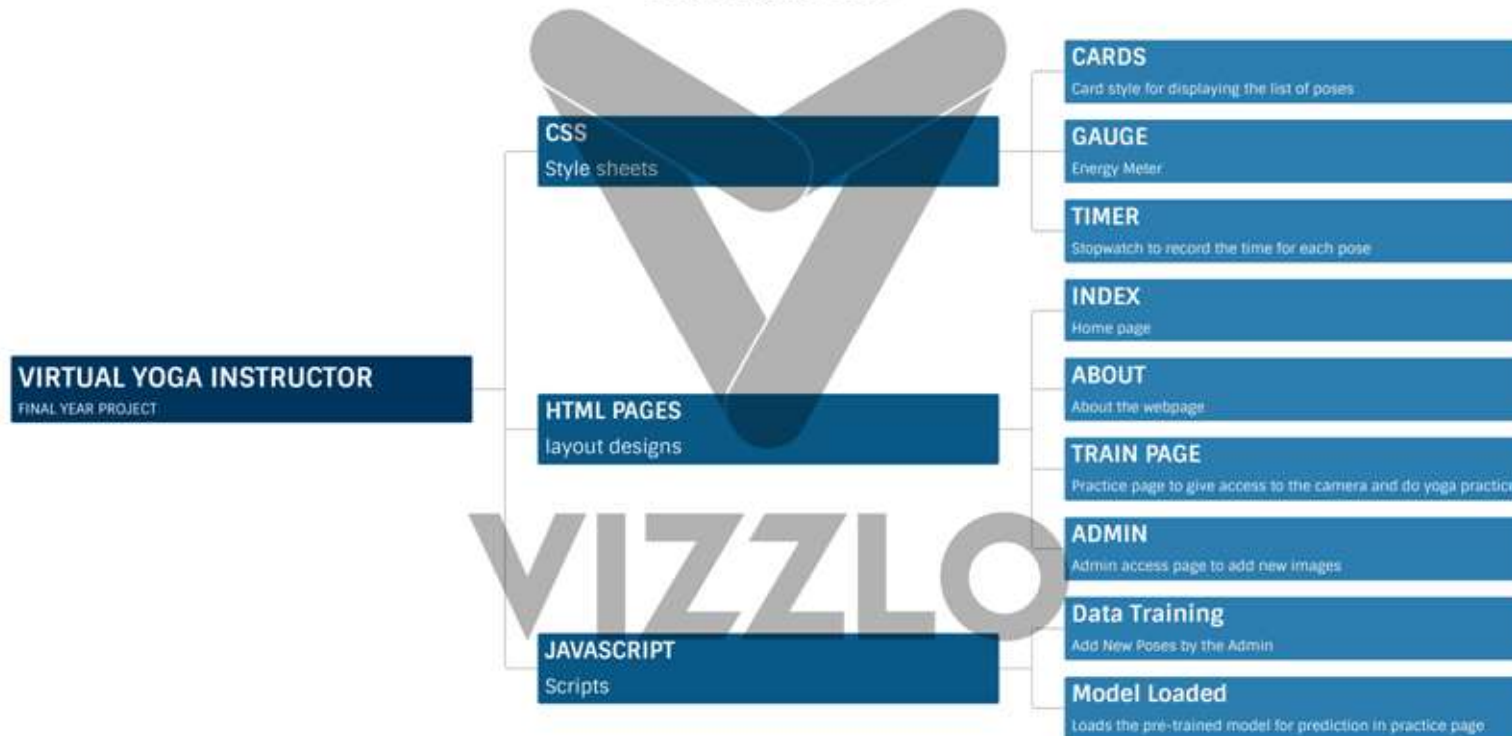 VIRTUAL YOGA INSTRUCTOR
FINAL YEAR PROJECT
CSS
Style sheets
CARDS
Card style for displaying the list of poses
GAUGE
Energy Meter
TIMER
Stopwatch to record the time for each pose
HTML PAGES
layout designs
INDEX
Home page
ABOUT
About the webpage
TRAIN PAGE
Practice page to give access to the camera and do yoga practice
ADMIN
Admin access page to add new images
JAVASCRIPT
Scripts
Data Training
Add New Poses by the Admin
Model Loaded
Loads the pre-trained model for prediction in practice page
VIZZLO